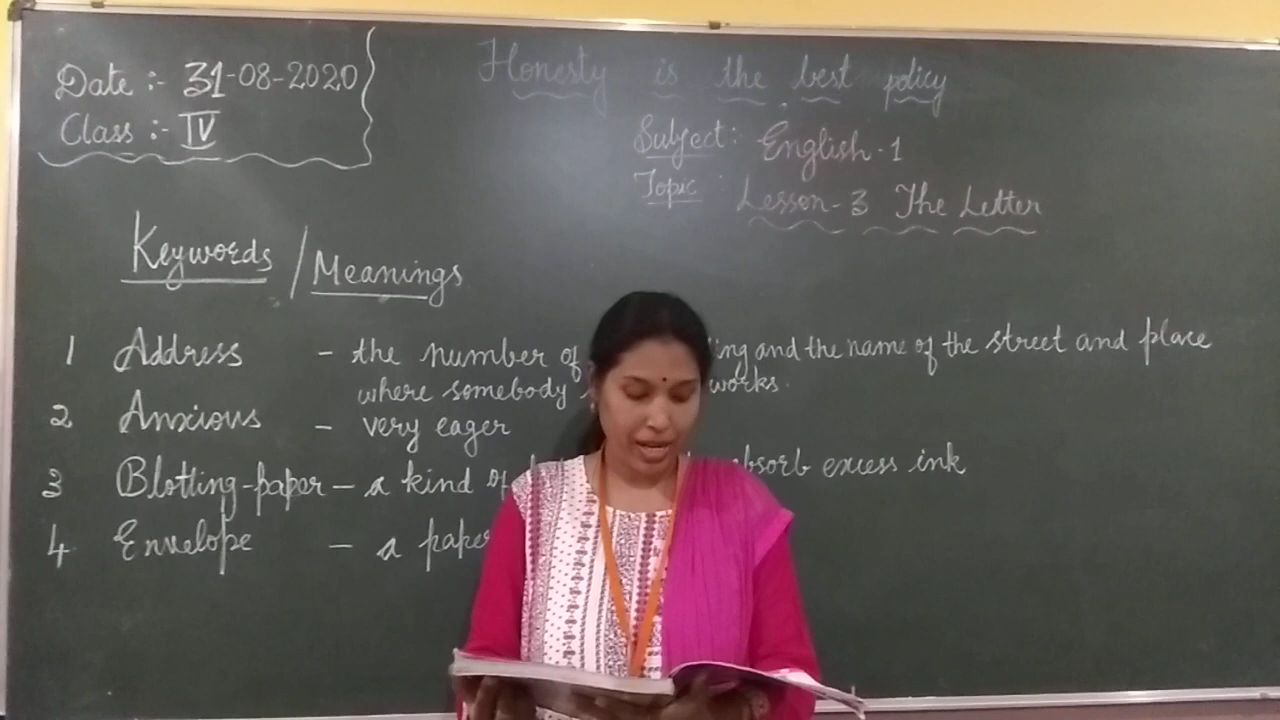 Date :- 31-08-2020
Class :- IV
Honesty is the best policy
Subject: English-1
Topic: Lesson-3 The Letter
Keywords / Meanings
1 Address - the number of ing and the name of the street and place
where somebody works.
2 Anxious - very eager
3 Blotting-paper - a kind of absorb excess ink
4 Envelope - a paper